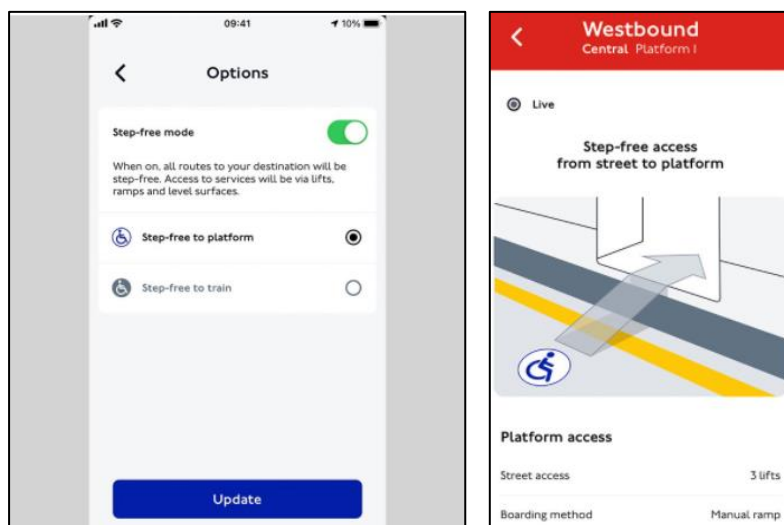 09:41
10%
Options
Step-free mode
When on, all routes to your destination will be
step-free. Access to services will be via lifts,
ramps and level surfaces.
Step-free to platform
Step-free to train
Update
Westbound
Central Platform 1
Live
Step-free access
from street to platform
Platform access
Street access 3 lifts
Boarding method Manual ramp